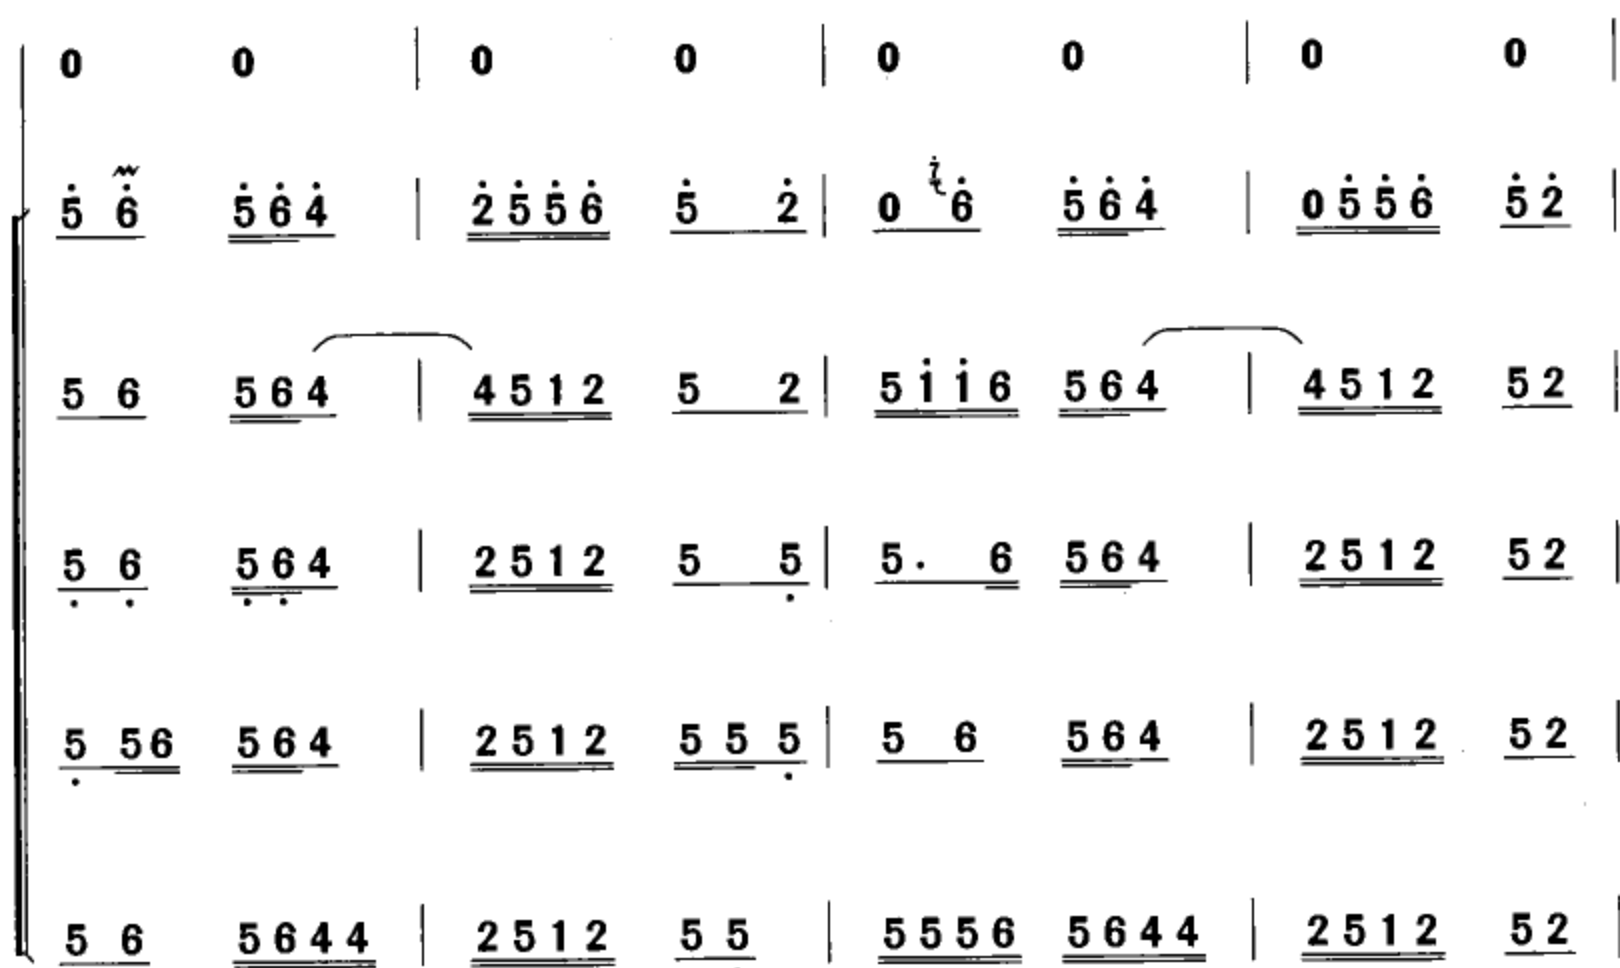 0 0 | 0 0 | 0 0 | 0 0 |
5̇ 6̇ 5̇ 6̇ 4̇ | 2̇ 5̇ 5̇ 6̇ 5̇ 2̇ | 0 7̇ 6̇ 5̇ 6̇ 4̇ | 0 5̇ 5̇ 6̇ 5̇ 2̇ |
5 6 5 6 4 | 4 5 1 2 5 2 | 5 1̇ 1̇ 6 5 6 4 | 4 5 1 2 5 2 |
5̣ 6̣ 5̣ 6̣ 4 | 2 5 1 2 5 5̣ | 5 . 6 5 6 4 | 2 5 1 2 5 2 |
5̣ 5 6 5 6 4 | 2 5 1 2 5 5 5̣ | 5 6 5 6 4 | 2 5 1 2 5 2 |
5 6 5 6 4 4 | 2 5 1 2 5 5 | 5 5 5 6 5 6 4 4 | 2 5 1 2 5 2 |